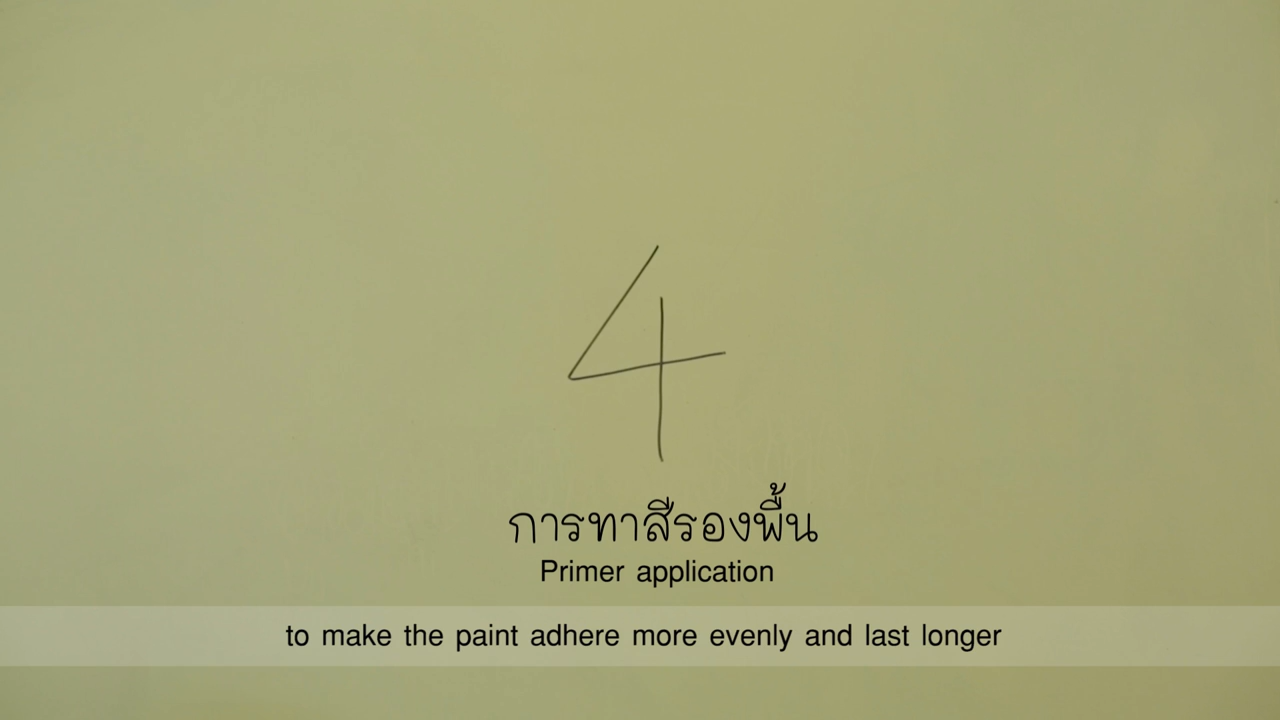 4
การทาสีรองพื้น
Primer application
to make the paint adhere more evenly and last longer